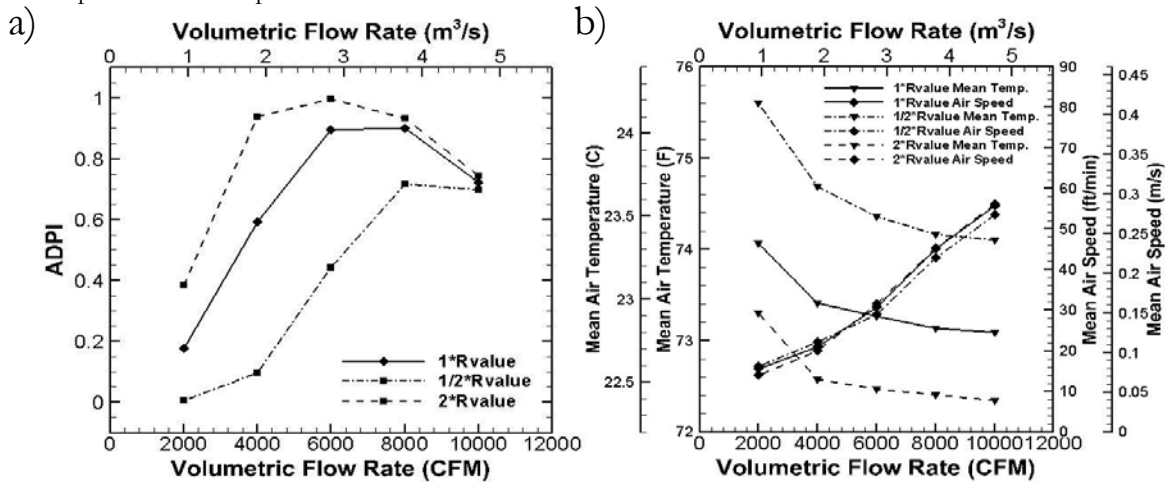 a)
Volumetric Flow Rate (m³/s)
0 1 2 3 4 5
ADPI
1
0.8
0.6
0.4
0.2
0
1*Rvalue
1/2*Rvalue
2*Rvalue
0 2000 4000 6000 8000 10000 12000
Volumetric Flow Rate (CFM)
b)
Volumetric Flow Rate (m³/s)
0 1 2 3 4 5
Mean Air Temperature (C)
24
23.5
23
22.5
Mean Air Temperature (F)
76
75
74
73
72
1*Rvalue Mean Temp.
1*Rvalue Air Speed
1/2*Rvalue Mean Temp.
1/2*Rvalue Air Speed
2*Rvalue Mean Temp.
2*Rvalue Air Speed
90
80
70
60
50
40
30
20
10
0
Mean Air Speed (ft/min)
0.45
0.4
0.35
0.3
0.25
0.2
0.15
0.1
0.05
0
Mean Air Speed (m/s)
0 2000 4000 6000 8000 10000 12000
Volumetric Flow Rate (CFM)